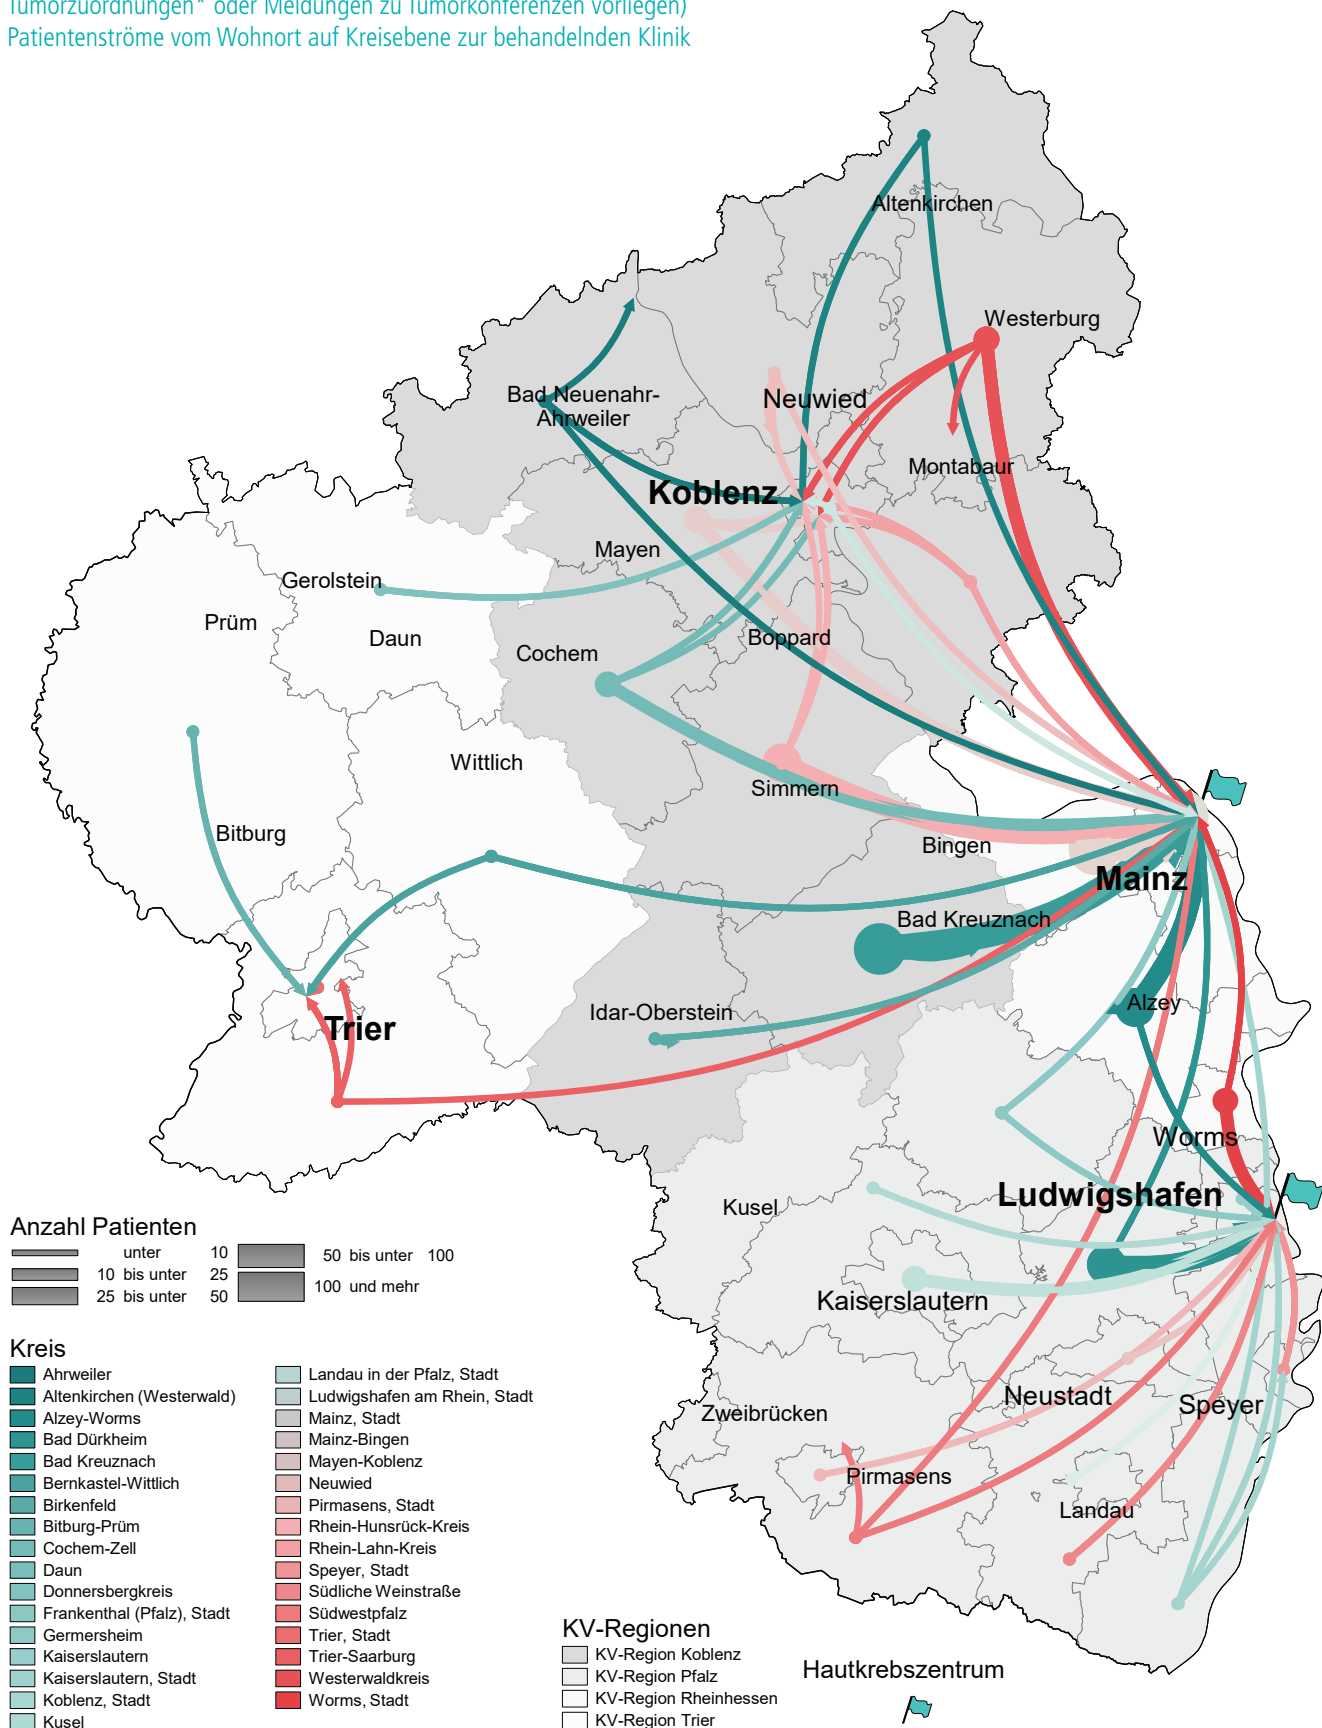 Tumorzuordnungen* oder Meldungen zu Tumorkonferenzen vorliegen)
Patientenströme vom Wohnort auf Kreisebene zur behandelnden Klinik
Altenkirchen
Westerburg
Bad Neuenahr-
Ahrweiler
Neuwied
Montabaur
Koblenz
Mayen
Gerolstein
Prüm
Daun
Cochem
Boppard
Wittlich
Simmern
Bitburg
Bingen
Mainz
Bad Kreuznach
Alzey
Idar-Oberstein
Trier
Worms
Ludwigshafen
Kusel
Kaiserslautern
Neustadt
Speyer
Zweibrücken
Pirmasens
Landau
Anzahl Patienten
unter 10
10 bis unter 25
25 bis unter 50
50 bis unter 100
100 und mehr
Kreis
Ahrweiler
Altenkirchen (Westerwald)
Alzey-Worms
Bad Dürkheim
Bad Kreuznach
Bernkastel-Wittlich
Birkenfeld
Bitburg-Prüm
Cochem-Zell
Daun
Donnersbergkreis
Frankenthal (Pfalz), Stadt
Germersheim
Kaiserslautern
Kaiserslautern, Stadt
Koblenz, Stadt
Kusel
Landau in der Pfalz, Stadt
Ludwigshafen am Rhein, Stadt
Mainz, Stadt
Mainz-Bingen
Mayen-Koblenz
Neuwied
Pirmasens, Stadt
Rhein-Hunsrück-Kreis
Rhein-Lahn-Kreis
Speyer, Stadt
Südliche Weinstraße
Südwestpfalz
Trier, Stadt
Trier-Saarburg
Westerwaldkreis
Worms, Stadt
KV-Regionen
KV-Region Koblenz
KV-Region Pfalz
KV-Region Rheinhessen
KV-Region Trier
Hautkrebszentrum